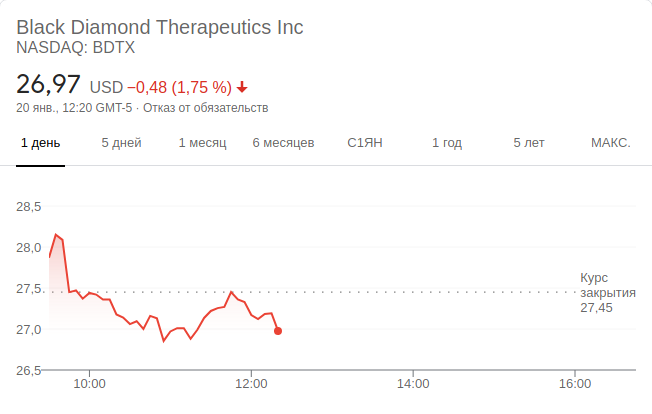 Black Diamond Therapeutics Inc
NASDAQ: BDTX
26,97 USD −0,48 (1,75 %)
20 янв., 12:20 GMT-5 · Отказ от обязательств
1 день 5 дней 1 месяц 6 месяцев С1ЯН 1 год 5 лет МАКС.
28,5
28,0
27,5
27,0
26,5
Курс
закрытия
27,45
10:00 12:00 14:00 16:00